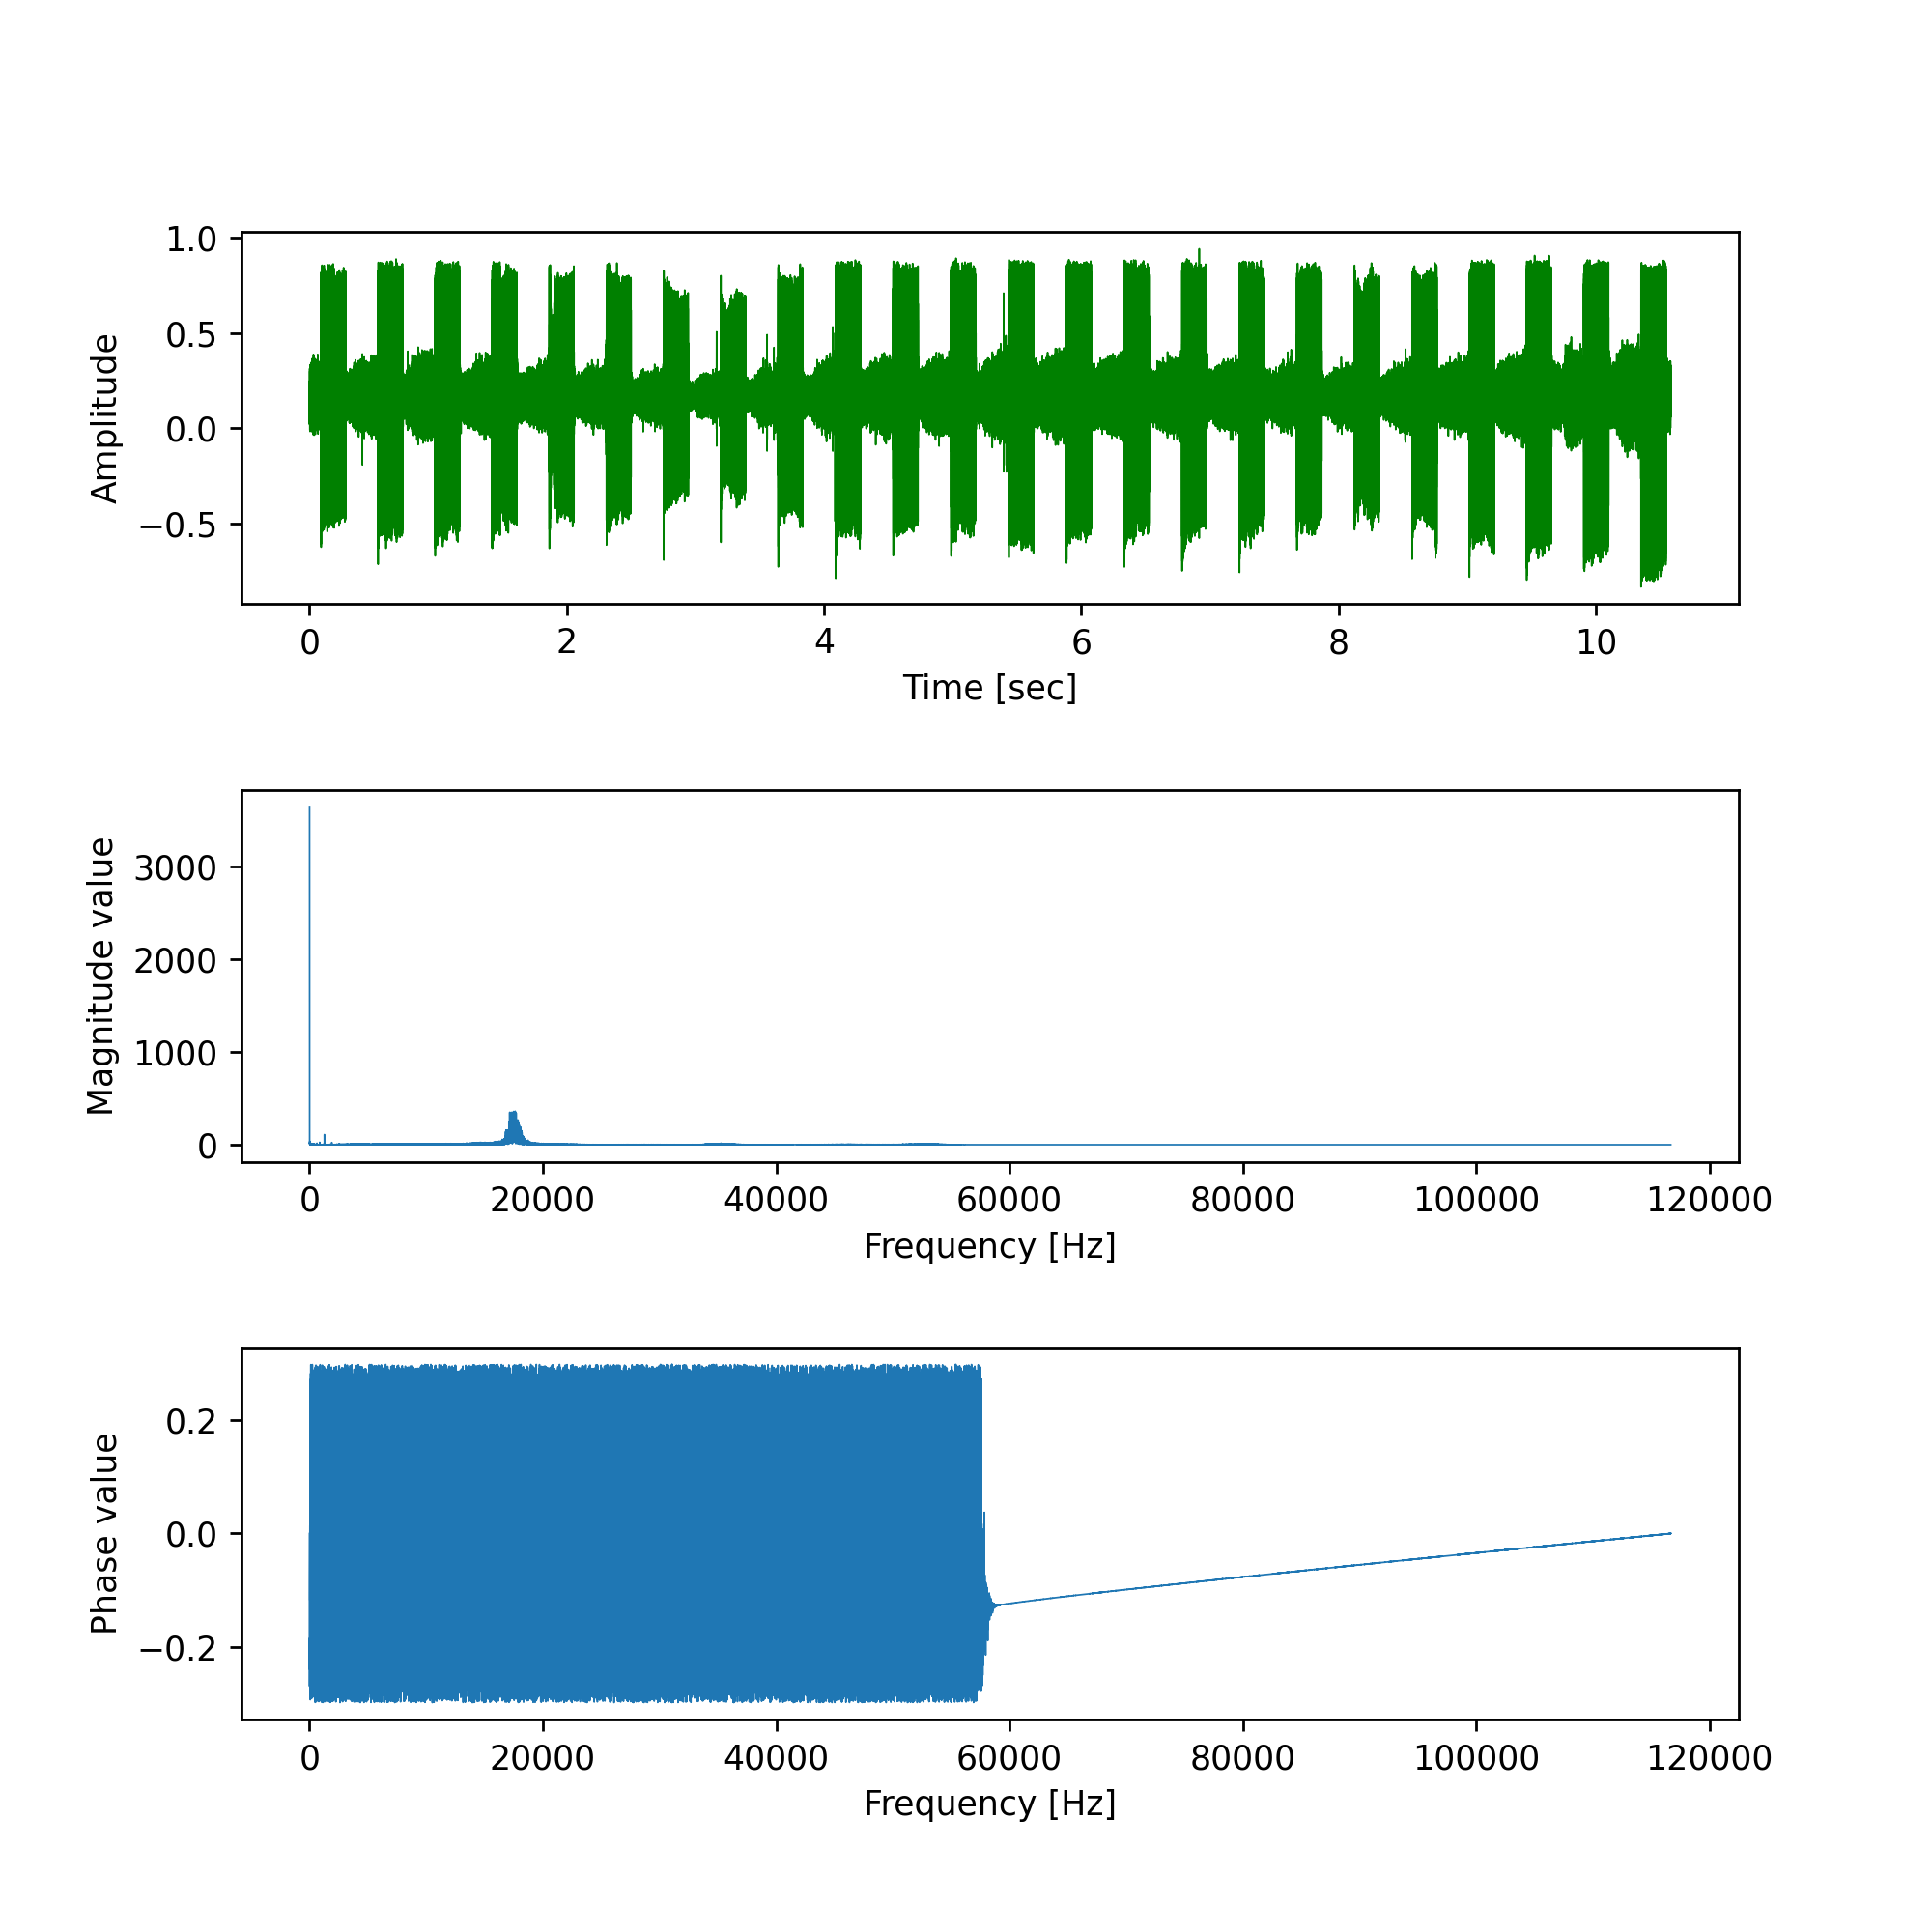 1.0
0.5
0.0
−0.5
Amplitude
0 2 4 6 8 10
Time [sec]
3000
2000
1000
0
Magnitude value
0 20000 40000 60000 80000 100000 120000
Frequency [Hz]
0.2
0.0
−0.2
Phase value
0 20000 40000 60000 80000 100000 120000
Frequency [Hz]